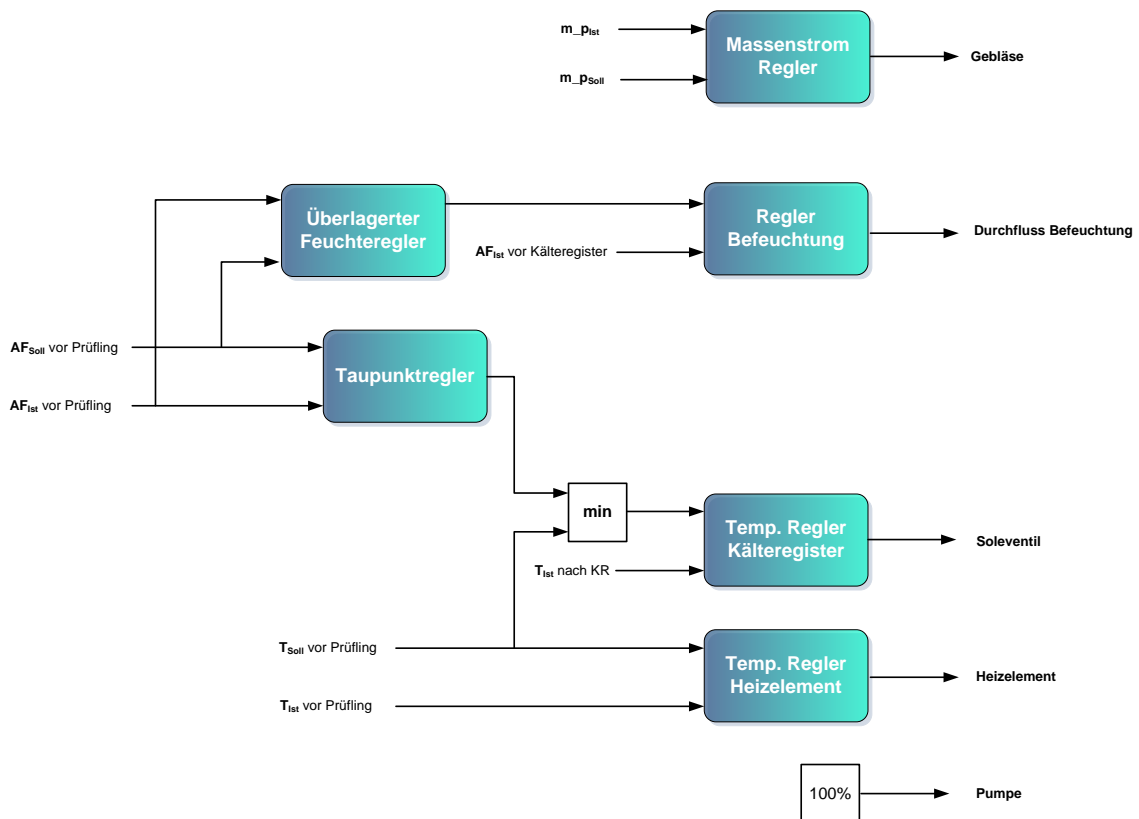 m_pIst
Massenstrom
Regler
Gebläse
m_pSoll
Überlagerter
Feuchteregler
Regler
Befeuchtung
Durchfluss Befeuchtung
AFIst vor Kälteregister
AFSoll vor Prüfling
Taupunktregler
AFIst vor Prüfling
min
Temp. Regler
Kälteregister
Soleventil
TIst nach KR
TSoll vor Prüfling
Temp. Regler
Heizelement
Heizelement
TIst vor Prüfling
100%
Pumpe